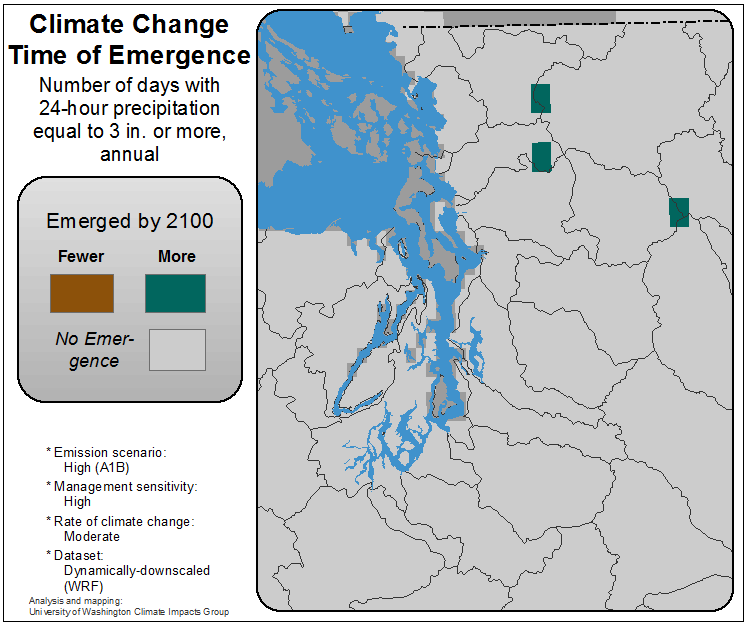 Climate Change
Time of Emergence
Number of days with
24-hour precipitation
equal to 3 in. or more,
annual
Emerged by 2100
Fewer More
No Emer-
gence
* Emission scenario:
High (A1B)
* Management sensitivity:
High
* Rate of climate change:
Moderate
* Dataset:
Dynamically-downscaled
(WRF)
Analysis and mapping:
University of Washington Climate Impacts Group